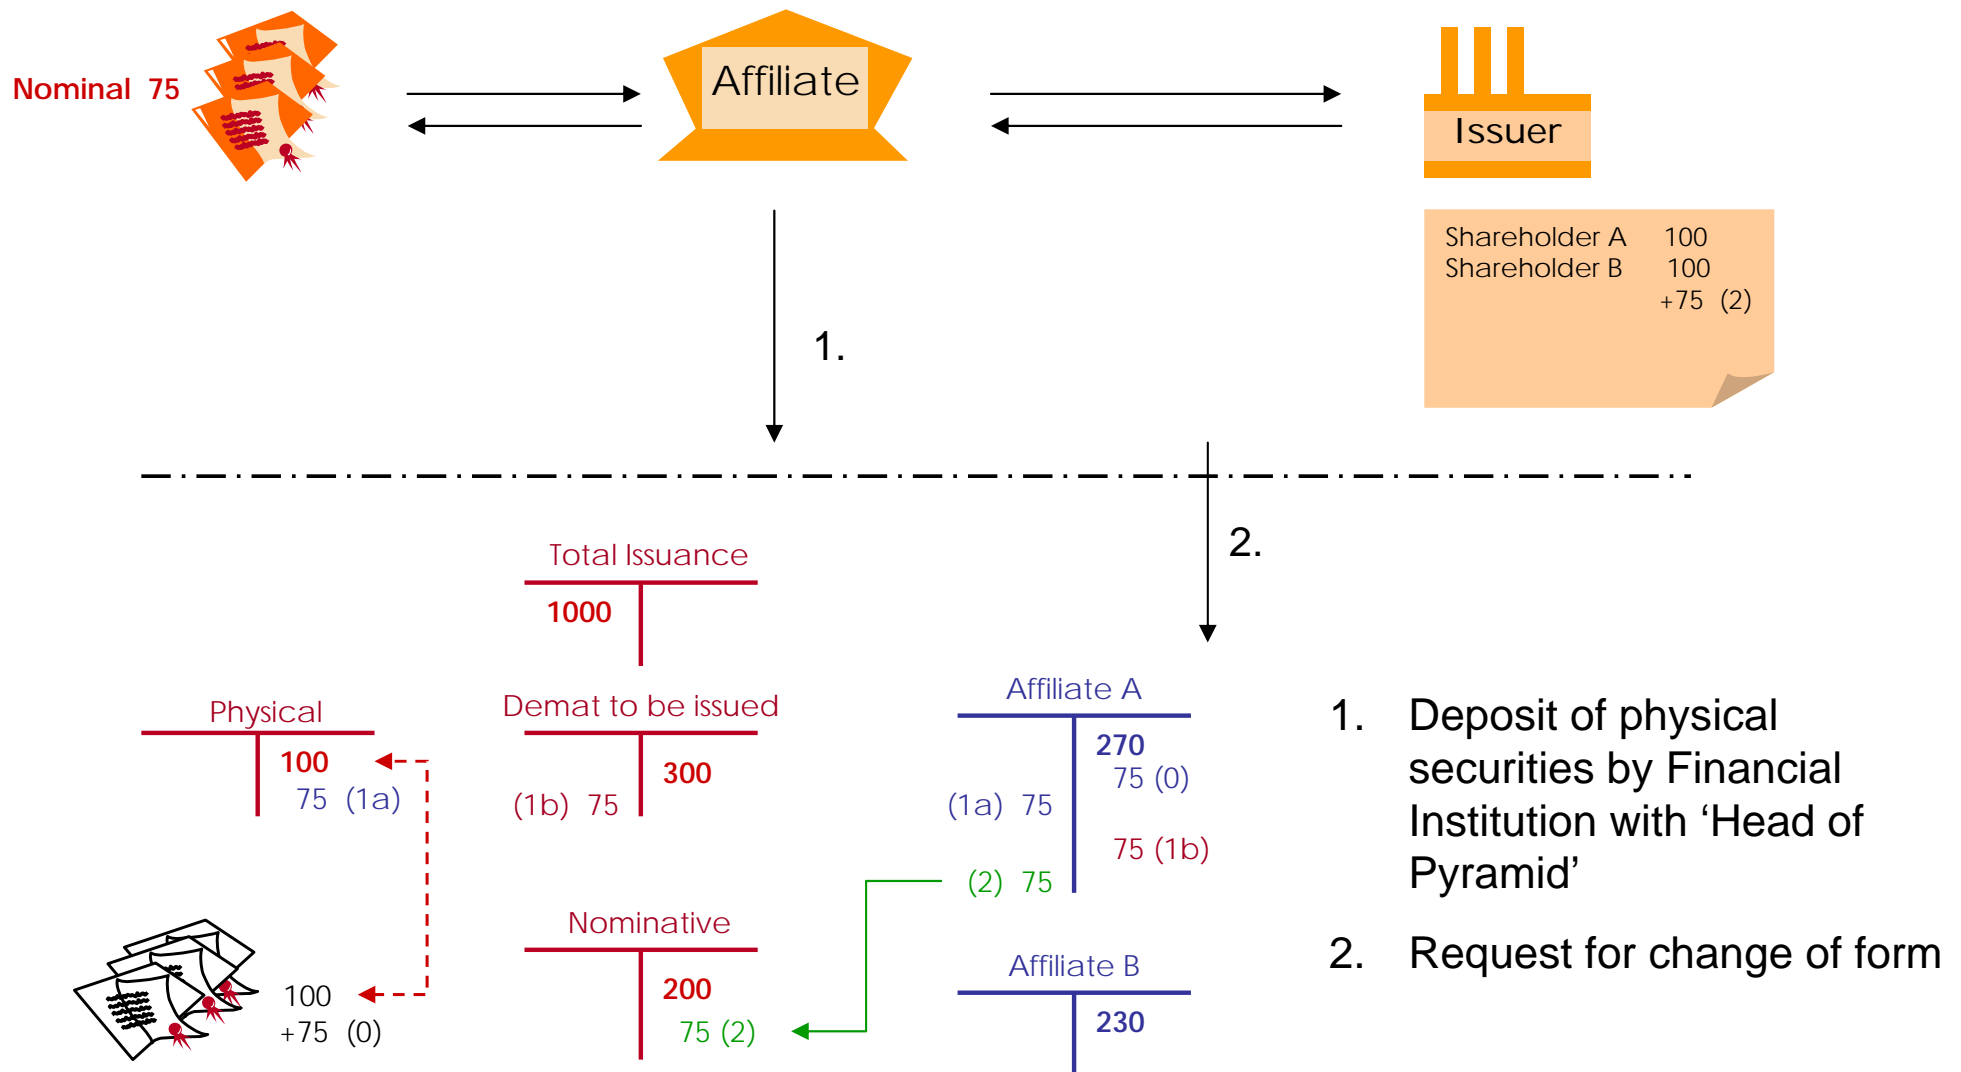 Nominal 75
Affiliate
Issuer
Shareholder A 100
Shareholder B 100
+75 (2)
1.
2.
Total Issuance
1000
Physical
100
75 (1a)
Demat to be issued
300
(1b) 75
Affiliate A
270
75 (0)
(1a) 75
75 (1b)
(2) 75
Nominative
200
75 (2)
Affiliate B
230
100
+75 (0)
1. Deposit of physical
securities by Financial
Institution with ‘Head of
Pyramid’
2. Request for change of form